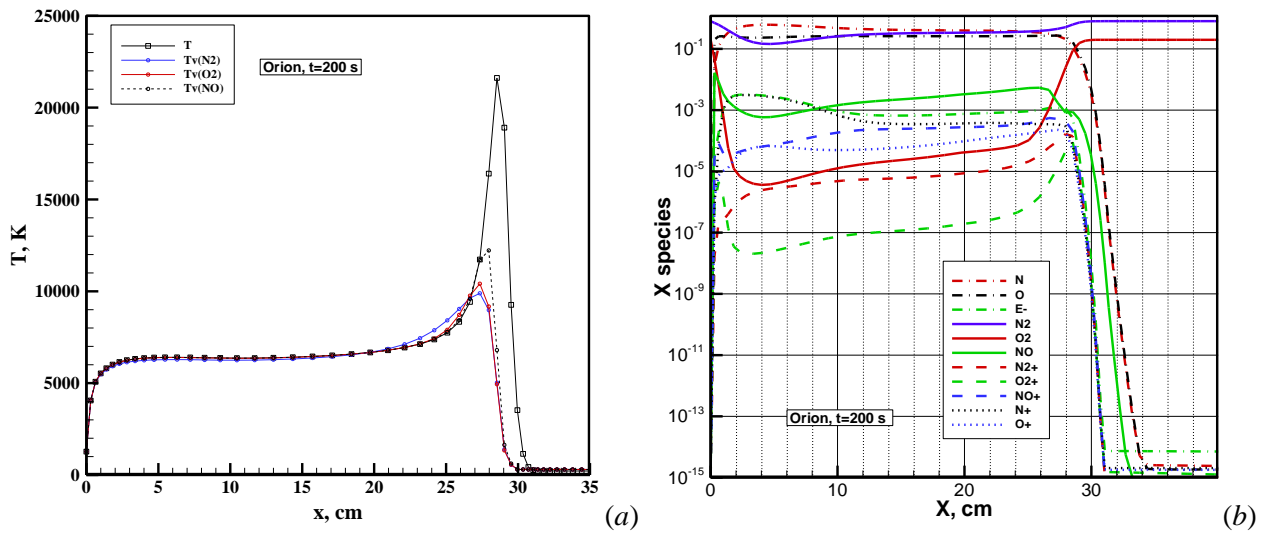 25000
20000
15000
10000
5000
0
T, K
T
Tv(N2)
Tv(O2)
Tv(NO)
Orion, t=200 s
0
5
10
15
20
25
30
35
x, cm
(a)
10-1
10-3
10-5
10-7
10-9
10-11
10-13
10-15
X species
N
O
E-
N2
O2
NO
N2+
O2+
NO+
N+
O+
Orion, t=200 s
0
10
20
30
X, cm
(b)